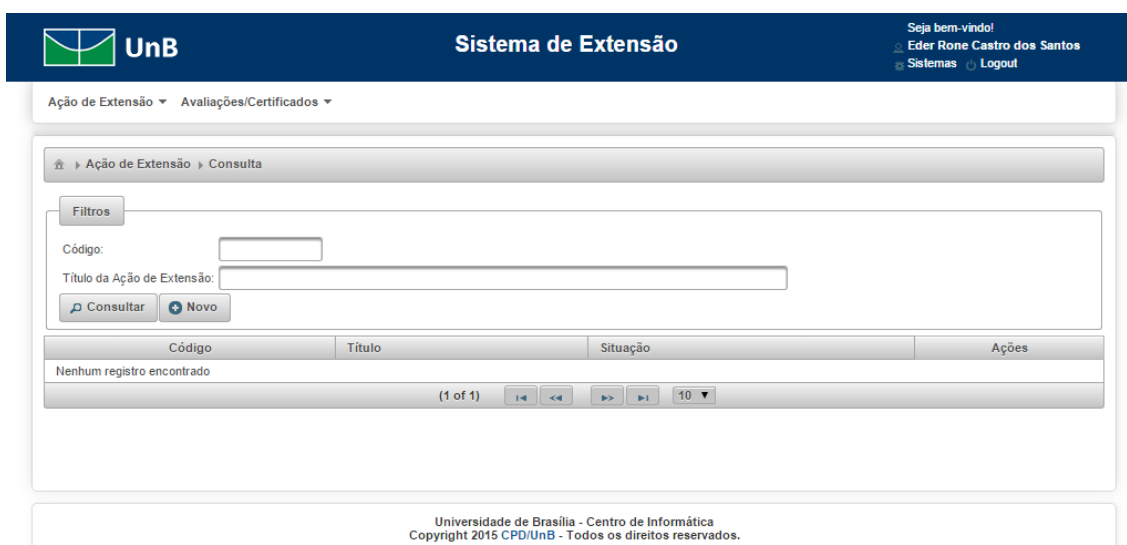 UnB
Sistema de Extensão
Seja bem-vindo!
Eder Rone Castro dos Santos
Sistemas Logout
Ação de Extensão Avaliações/Certificados
Ação de Extensão Consulta
Filtros
Código:
Título da Ação de Extensão:
Consultar Novo
Código Título Situação Ações
Nenhum registro encontrado
(1 of 1) 10
Universidade de Brasília - Centro de Informática
Copyright 2015 CPD/UnB - Todos os direitos reservados.